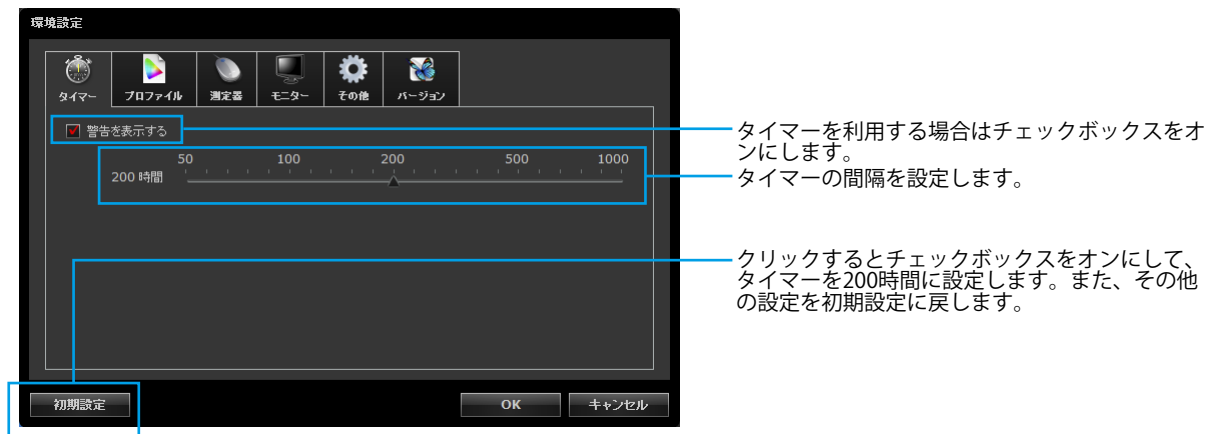 環境設定
タイマー
プロファイル
測定器
モニター
その他
バージョン
警告を表示する
50 100 200 500 1000
200 時間
初期設定
OK
キャンセル
タイマーを利用する場合はチェックボックスをオ
ンにします。
タイマーの間隔を設定します。
クリックするとチェックボックスをオンにして、
タイマーを200時間に設定します。また、その他
の設定を初期設定に戻します。